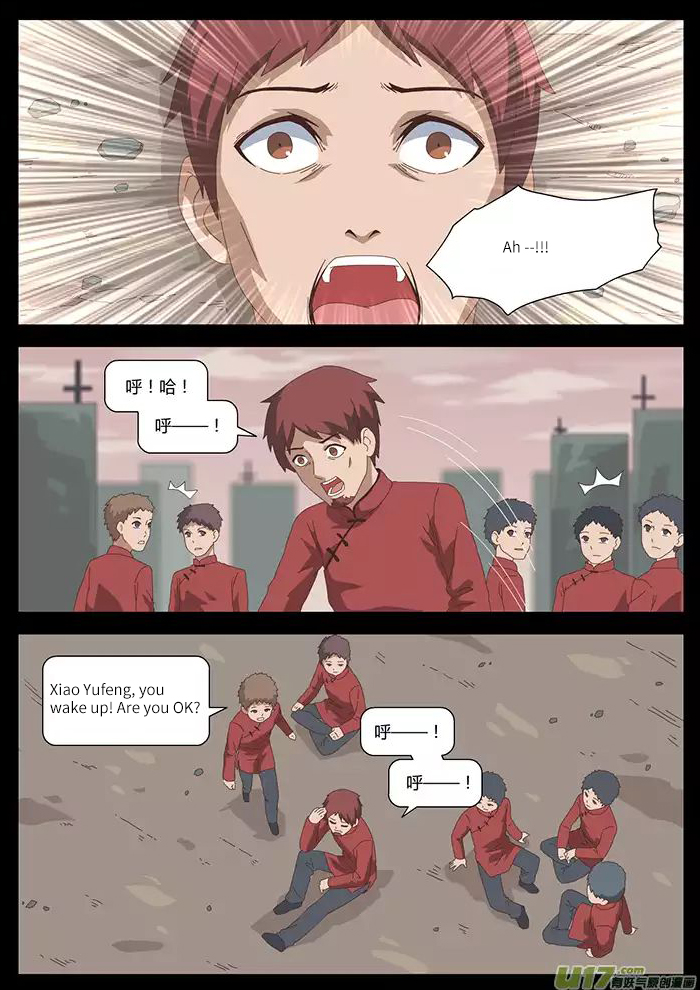 Ah --!!!
呼！哈！
呼——！
Xiao Yufeng, you
wake up! Are you OK?
呼——！
呼——！
U17.com
有妖气原创漫画